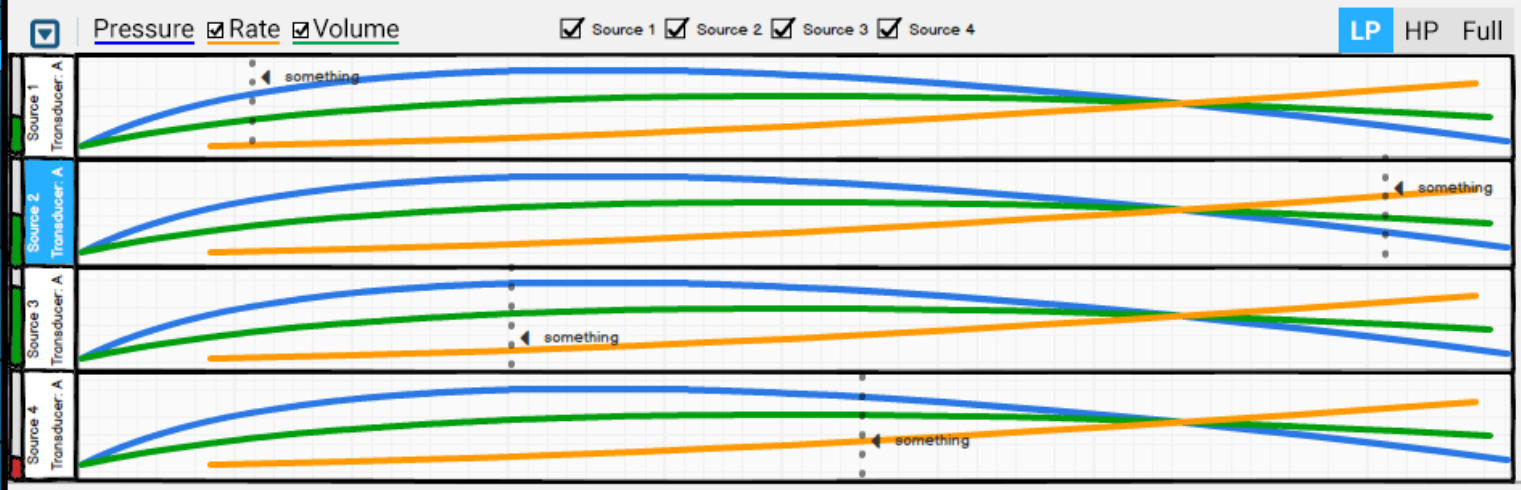 Pressure Rate Volume Source 1 Source 2 Source 3 Source 4 LP HP Full
Source 1
Transducer: A
something
Source 2
Transducer: A
something
Source 3
Transducer: A
something
Source 4
Transducer: A
something